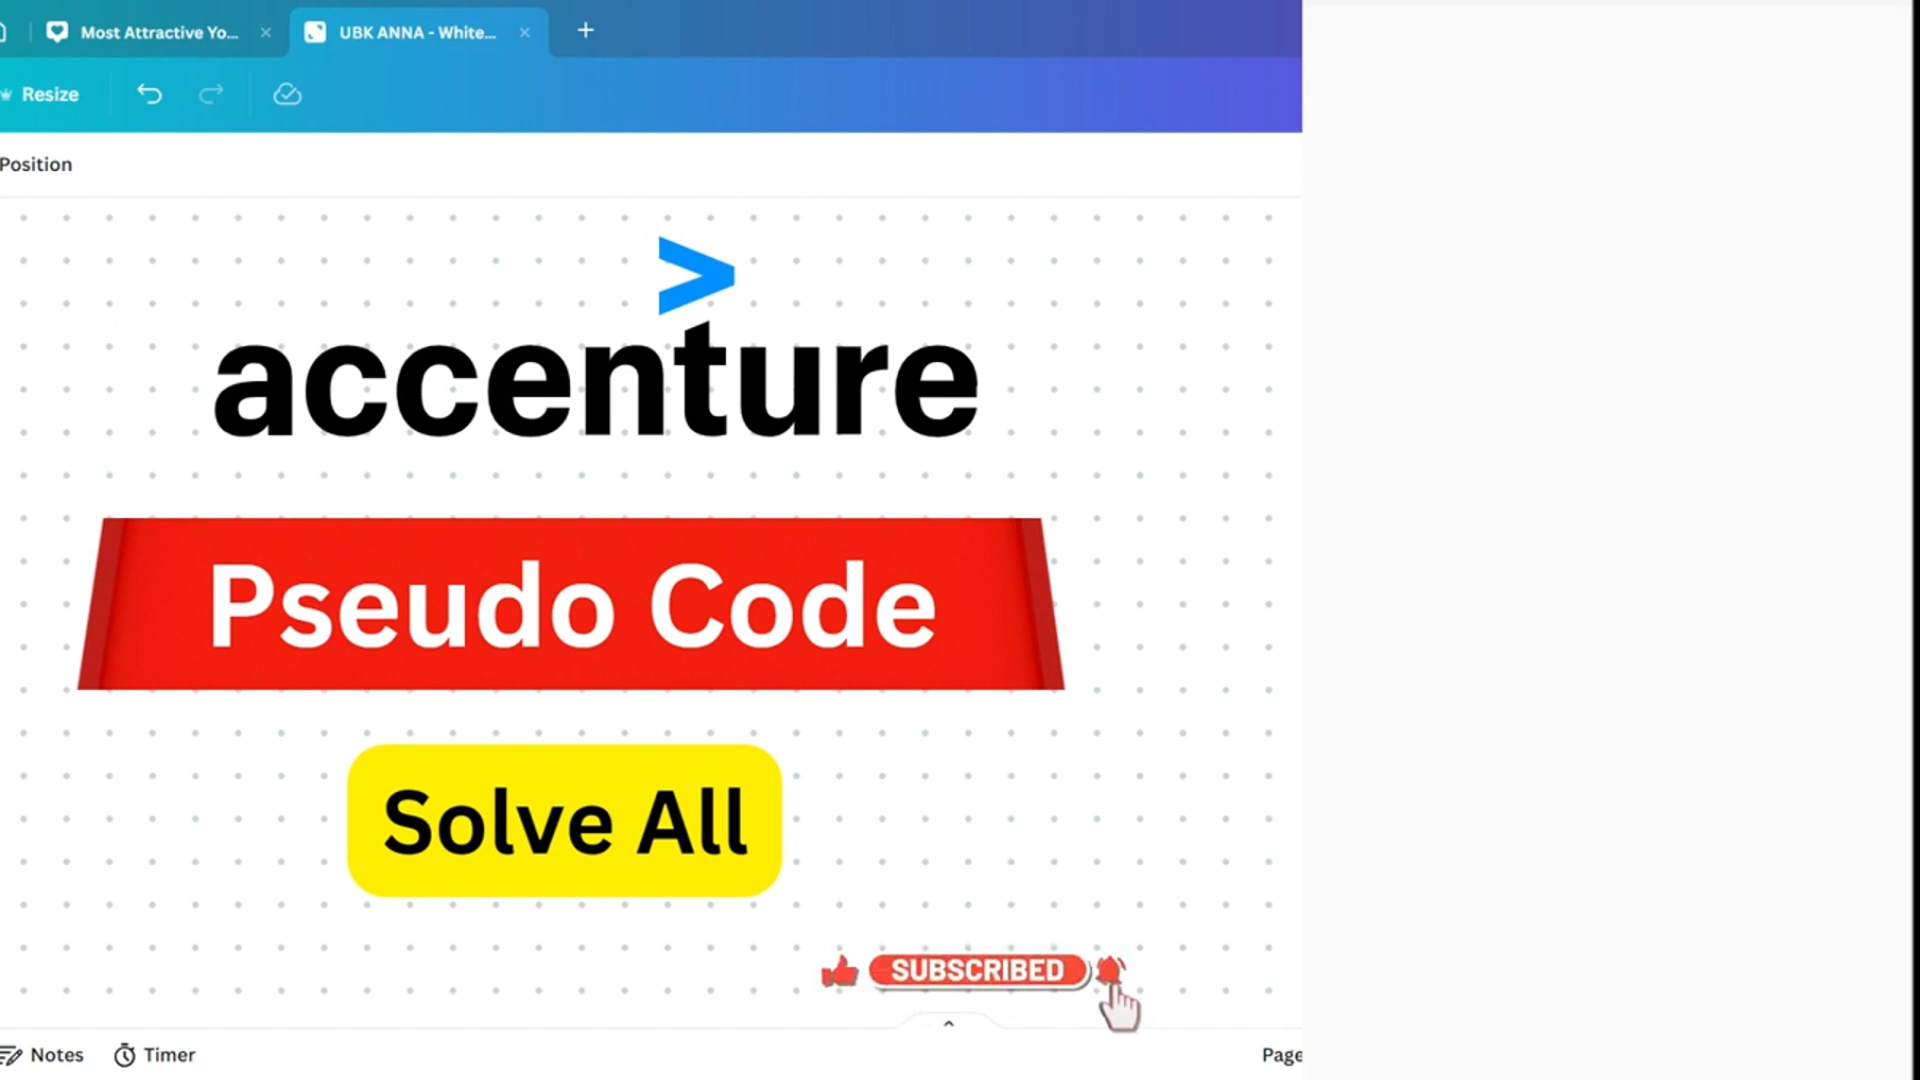 Most Attractive Yo...
UBK ANNA - White...
Resize
Position
accenture
Pseudo Code
Solve All
SUBSCRIBED
Notes
Timer
Page